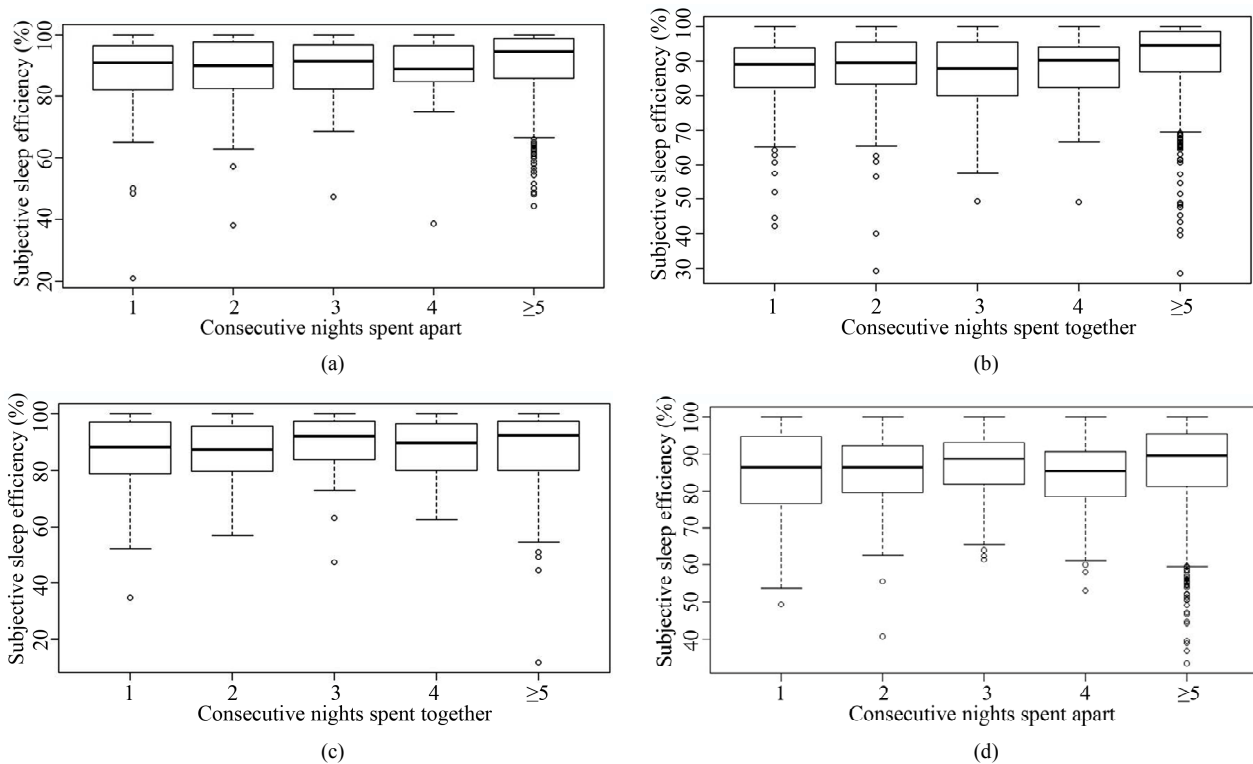 Subjective sleep efficiency (%)
100
80
60
40
20
1 2 3 4 ≥5
Consecutive nights spent apart
(a)
Subjective sleep efficiency (%)
100
90
80
70
60
50
40
30
1 2 3 4 ≥5
Consecutive nights spent together
(b)
Subjective sleep efficiency (%)
100
80
60
40
20
1 2 3 4 ≥5
Consecutive nights spent together
(c)
Subjective sleep efficiency (%)
100
90
80
70
60
50
40
1 2 3 4 ≥5
Consecutive nights spent apart
(d)